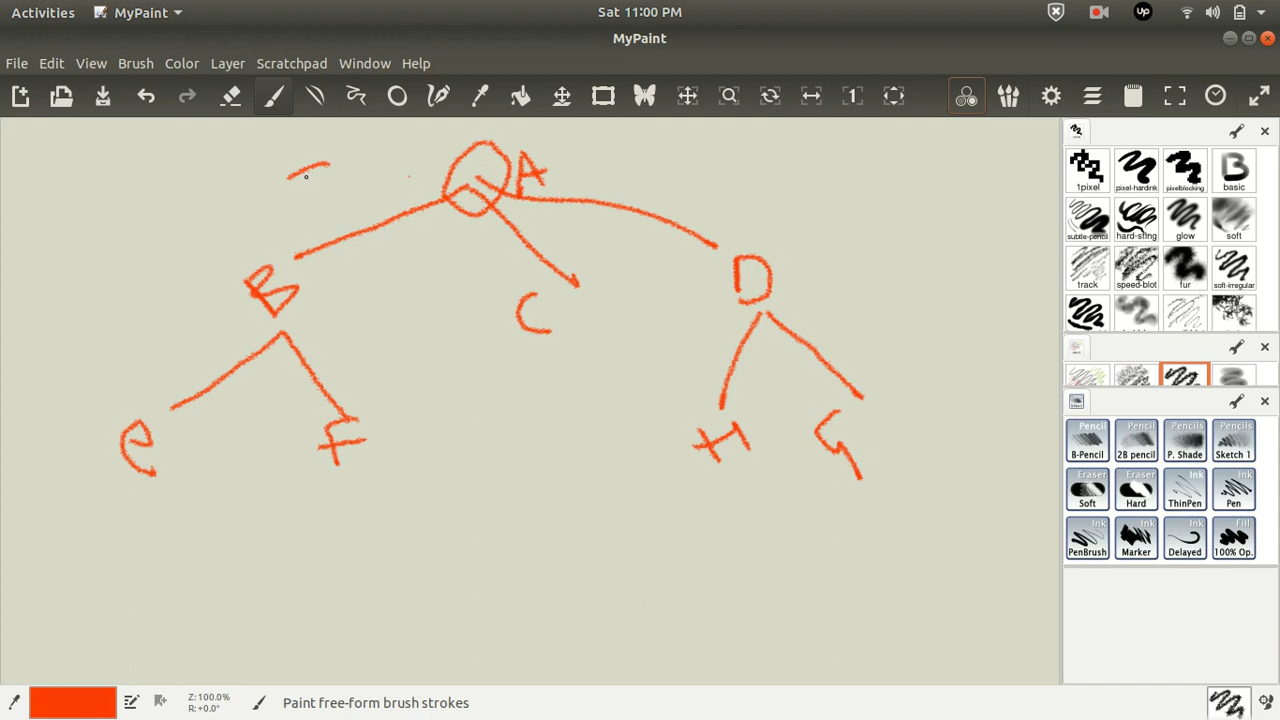 Activities MyPaint Sat 11:00 PM Up
MyPaint
File Edit View Brush Color Layer Scratchpad Window Help
1
A
B C D
e F H G
1pixel pixel-hardink pixelblocking B basic
subtle-pencil hard-sting glow soft
track speed-blot fur soft-irregular
Pencil Pencil Pencils Pencils
B-Pencil 2B pencil P. Shade Sketch 1
Eraser Eraser Ink Ink
Soft Hard ThinPen Pen
Ink Ink Ink Fill
PenBrush Marker Delayed 100% Op.
Z: 100.0%
R: +0.0°
Paint free-form brush strokes